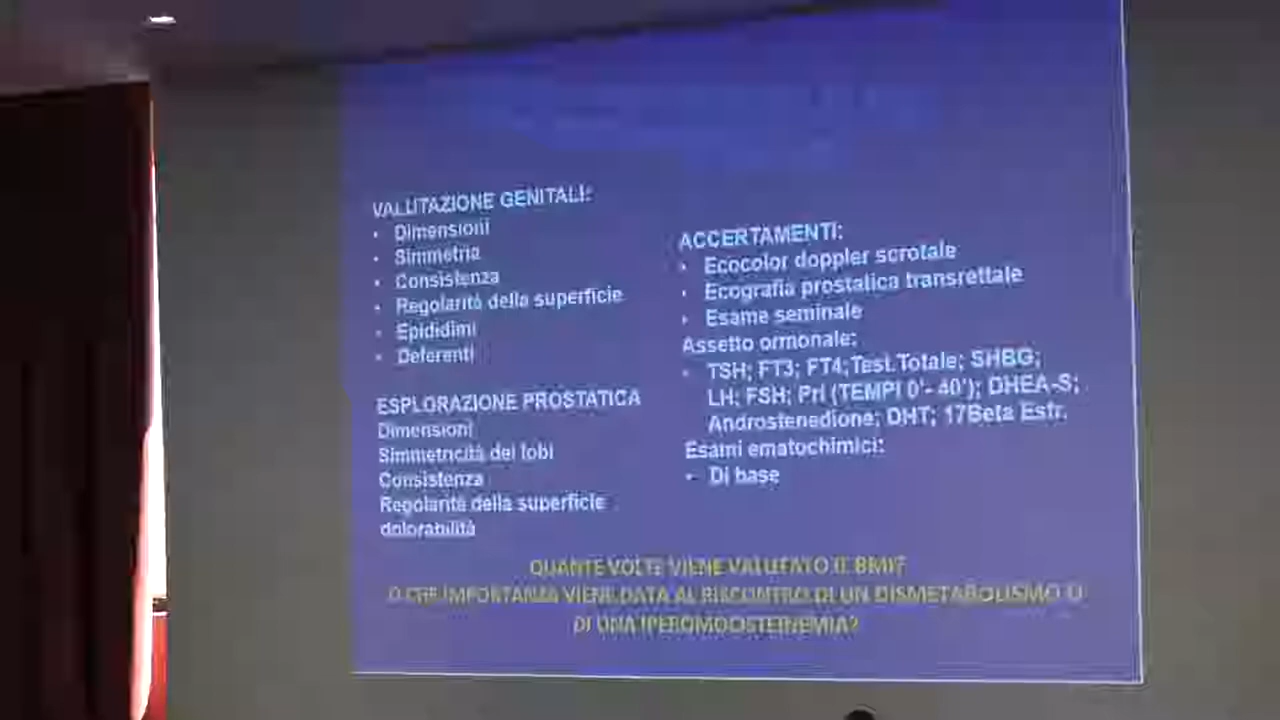 VALUTAZIONE GENITALI:
• Dimensioni
• Simmetria
• Consistenza
• Regolarità della superficie
• Epididimi
• Deferenti
ESPLORAZIONE PROSTATICA
Dimensioni
Simmetricità dei lobi
Consistenza
Regolarità della superficie
dolorabilità
ACCERTAMENTI:
• Ecocolor doppler scrotale
• Ecografia prostatica transrettale
• Esame seminale
Assetto ormonale:
• TSH; FT3; FT4; Test.Totale; SHBG;
LH; FSH; Prl (TEMPI 0'- 40'); DHEA-S;
Androstenedione; DHT; 17Beta Estr.
Esami ematochimici:
• Di base
QUANTE VOLTE VIENE VALUTATO IL BMI?
O CHE IMPORTANZA VIENE DATA AL RISCONTRO DI UN DISMETABOLISMO O
DI UNA IPEROMOCISTEINEMIA?